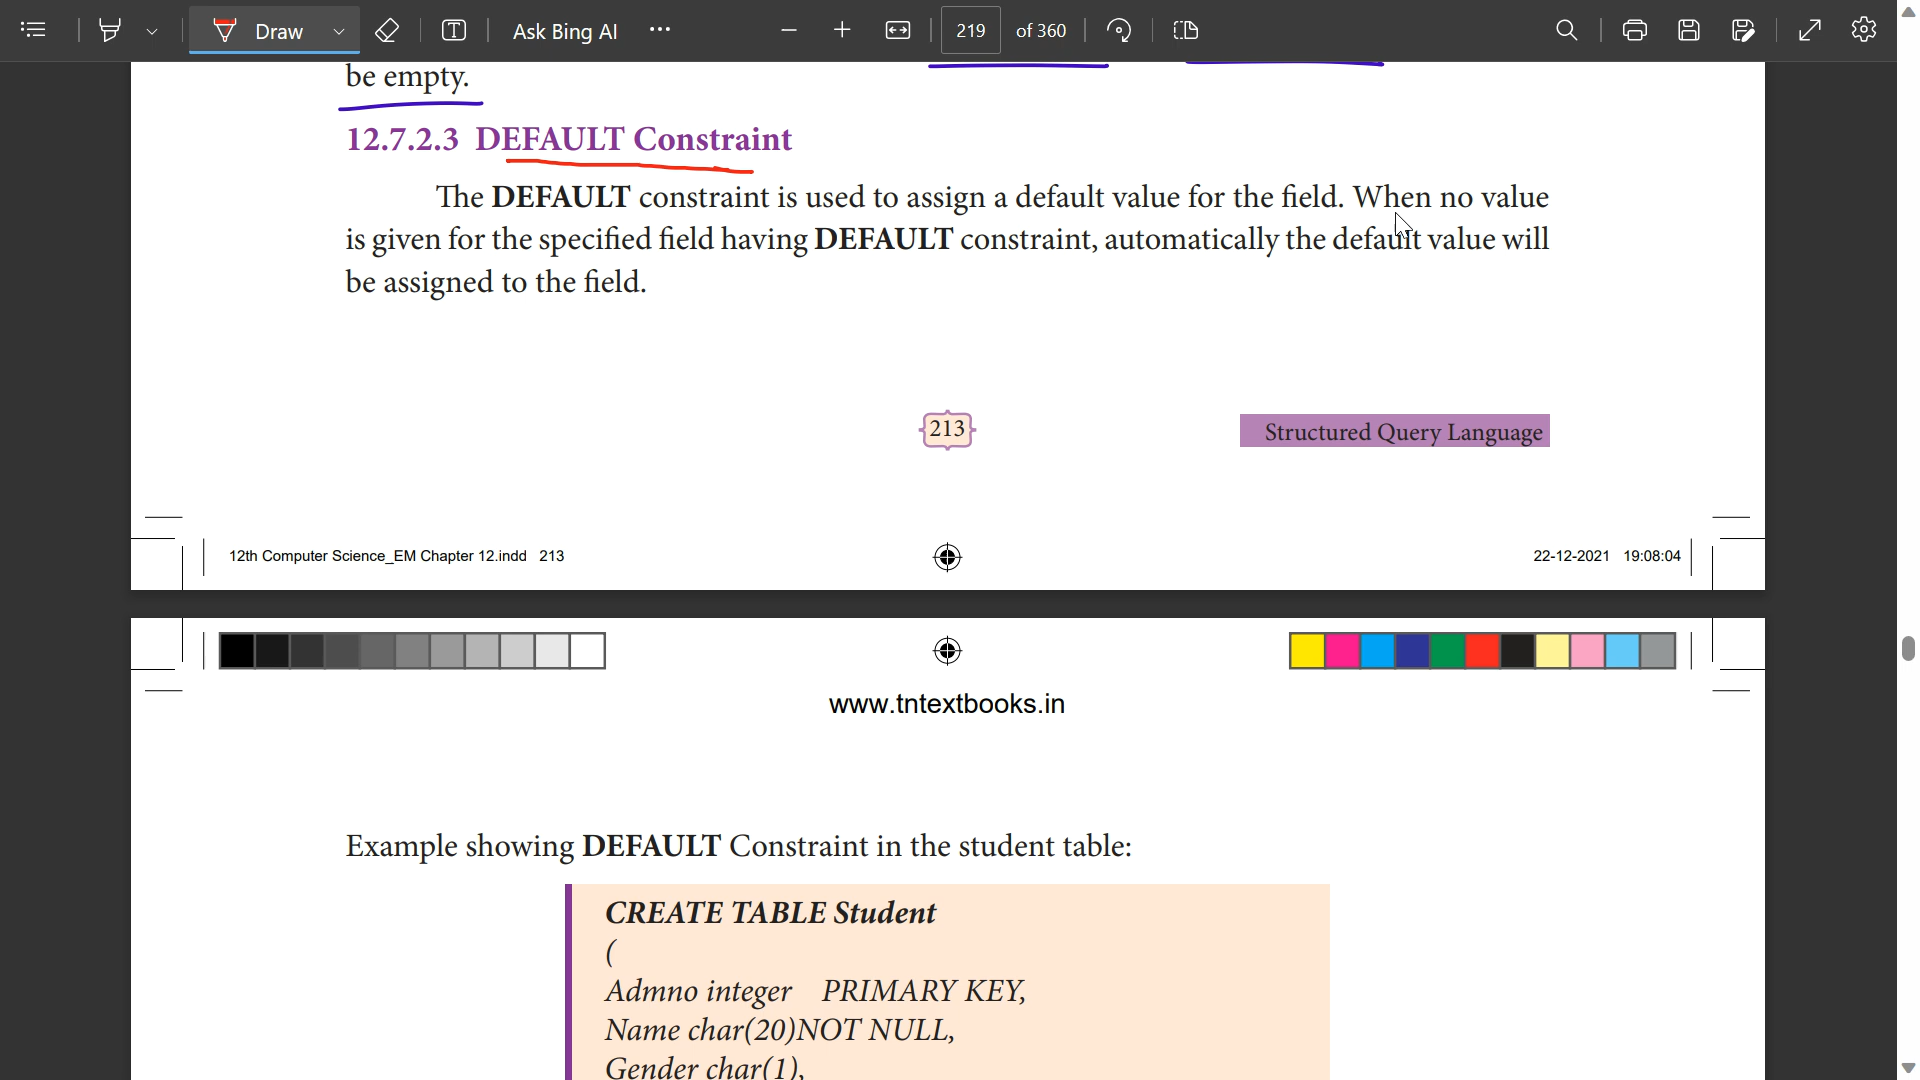 Draw
Ask Bing AI
219 of 360
be empty.
12.7.2.3 DEFAULT Constraint
The DEFAULT constraint is used to assign a default value for the field. When no value
is given for the specified field having DEFAULT constraint, automatically the default value will
be assigned to the field.
213
Structured Query Language
12th Computer Science_EM Chapter 12.indd 213
22-12-2021 19:08:04
www.tntextbooks.in
Example showing DEFAULT Constraint in the student table:
CREATE TABLE Student
(
Admno integer PRIMARY KEY,
Name char(20)NOT NULL,
Gender char(1),